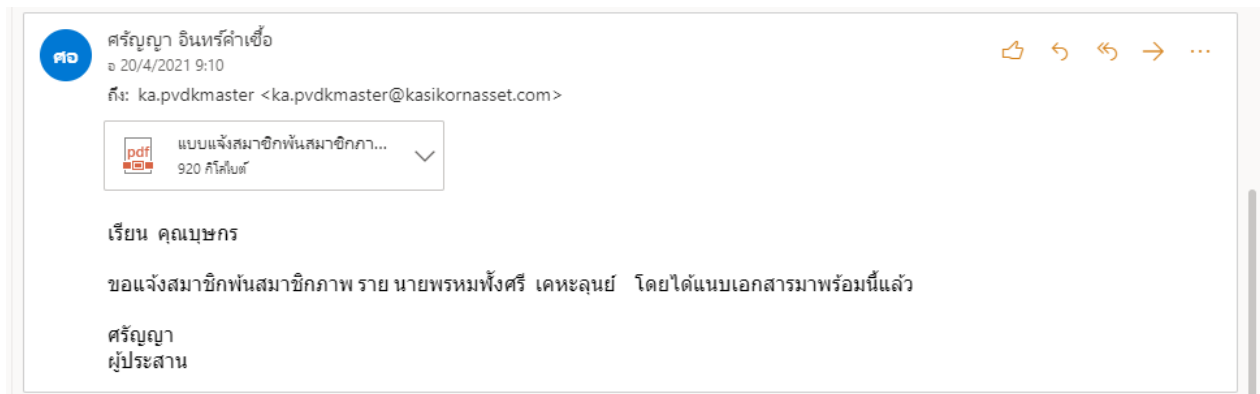 ศรัญญา อินทร์คำเชื้อ
ศอ
อ 20/4/2021 9:10
ถึง: ka.pvdkmaster <ka.pvdkmaster@kasikornasset.com>
pdf
แบบแจ้งสมาชิกพ้นสมาชิกภา...
920 กิโลไบต์
เรียน คุณบุษกร
ขอแจ้งสมาชิกพ้นสมาชิกภาพ ราย นายพรหมพั้งศรี เคหะลุนย์ โดยได้แนบเอกสารมาพร้อมนี้แล้ว
ศรัญญา
ผู้ประสาน